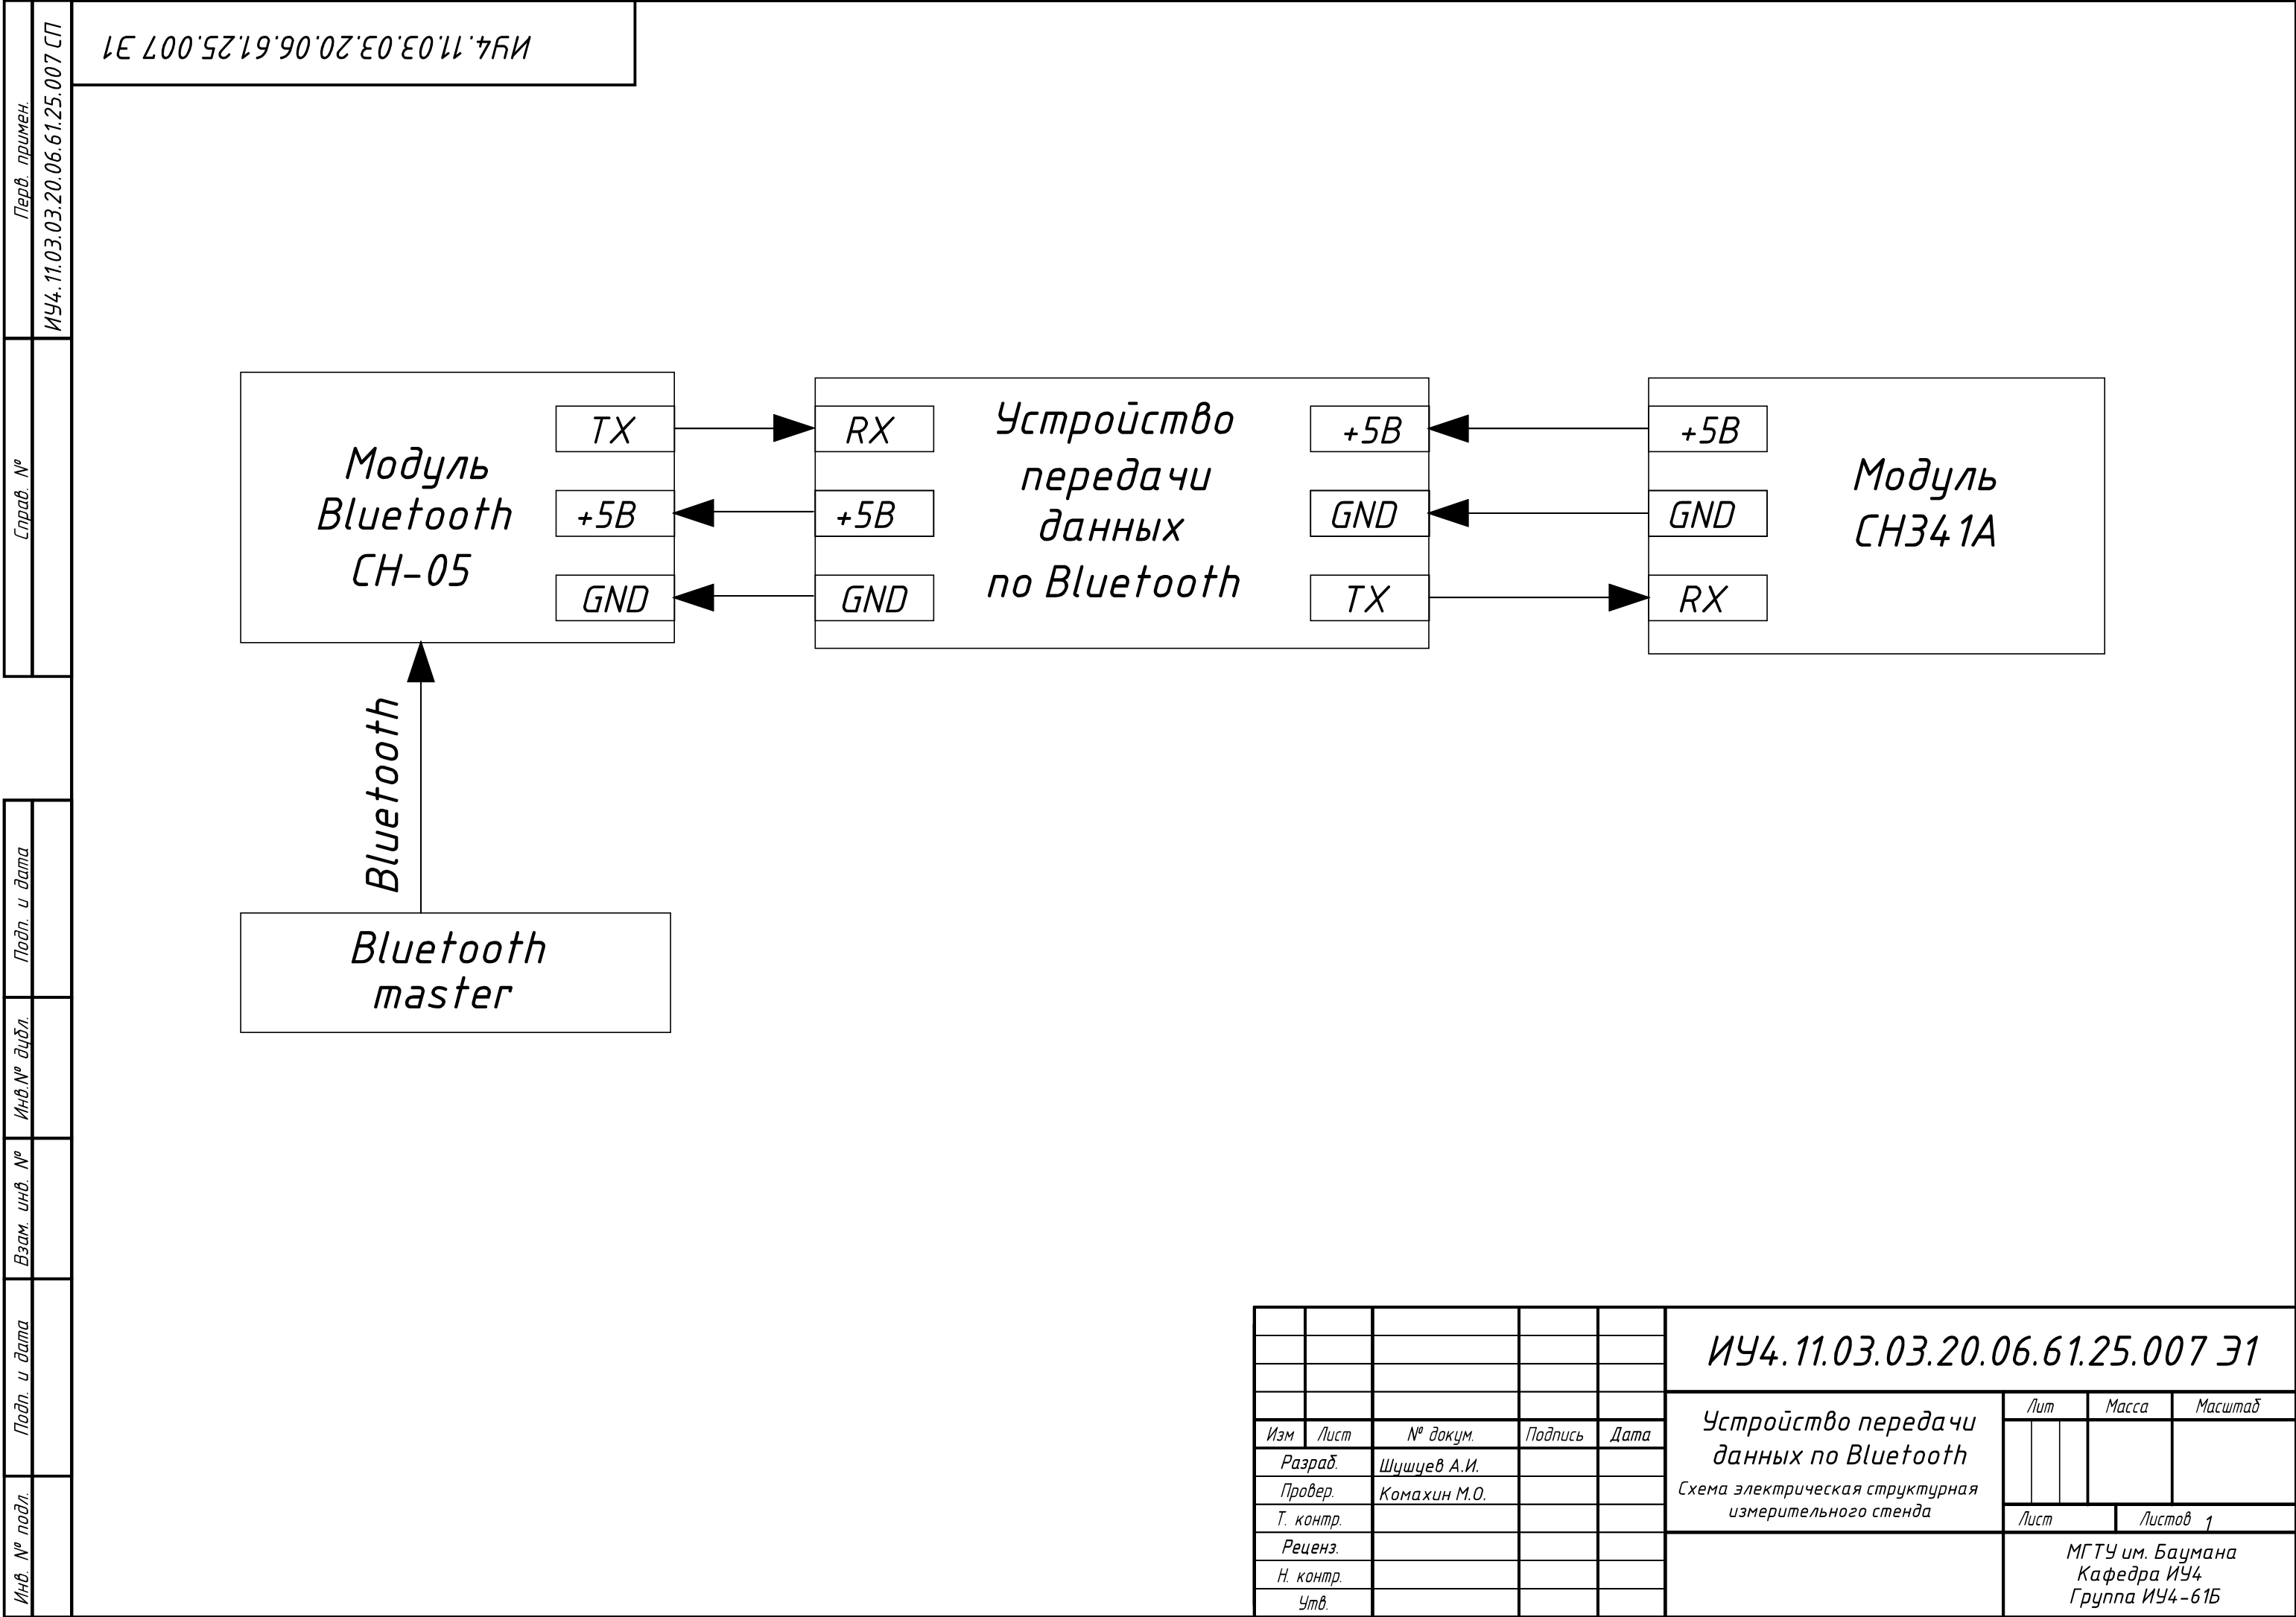 ИУ4.11.03.03.20.06.61.25.007 Э1
Перв. примен.
ИУ4.11.03.03.20.06.61.25.007 СП
Справ. №
Подп. и дата
Инв.№ дубл.
Взам. инв. №
Подп. и дата
Инв. № подл.
Модуль
Bluetooth
CH-05
TX
+5В
GND
RX
+5В
GND
Устройство
передачи
данных
по Bluetooth
+5В
GND
TX
+5В
GND
RX
Модуль
CH341A
Bluetooth
Bluetooth
master
ИУ4.11.03.03.20.06.61.25.007 Э1
Изм Лист № докум. Подпись Дата
Разраб. Шушуев А.И.
Провер. Комахин М.О.
Т. контр.
Реценз.
Н. контр.
Утв.
Устройство передачи
данных по Bluetooth
Схема электрическая структурная
измерительного стенда
Лит Масса Масштаб
Лист Листов 1
МГТУ им. Баумана
Кафедра ИУ4
Группа ИУ4-61Б